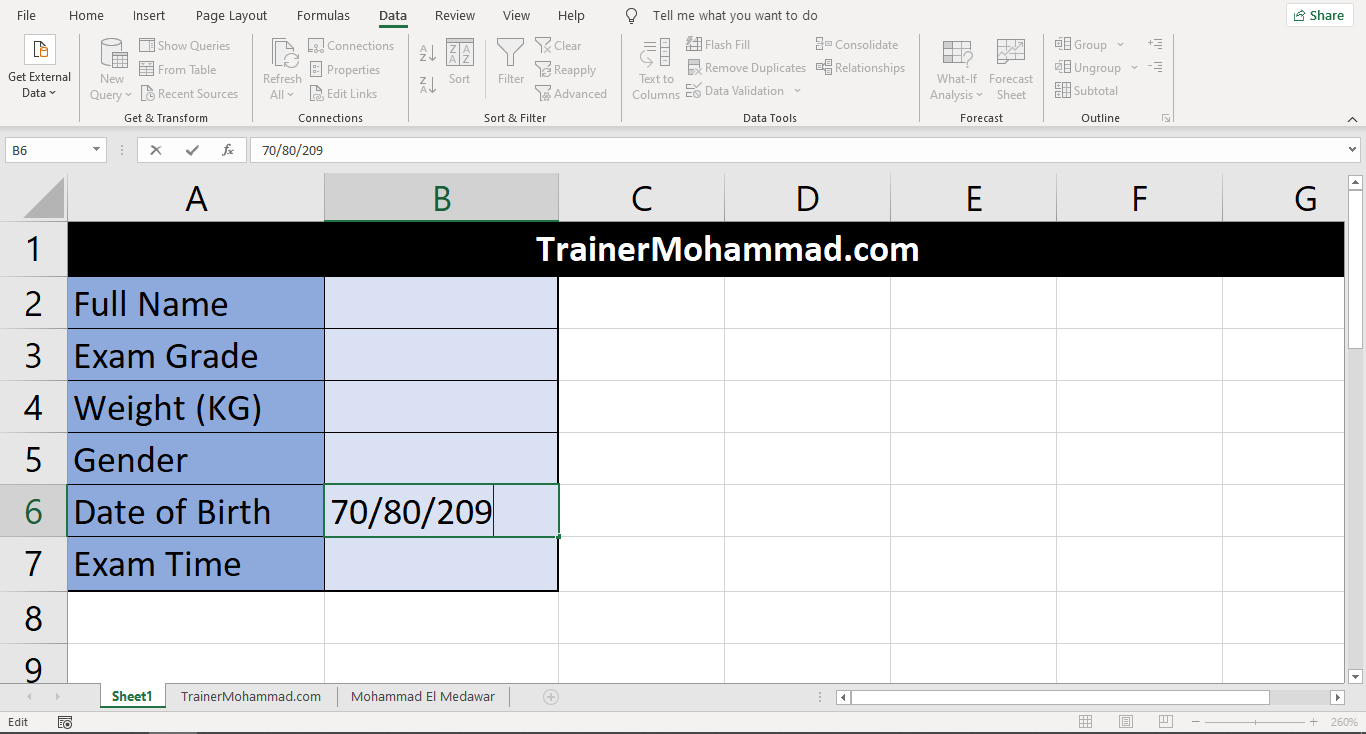 File Home Insert Page Layout Formulas Data Review View Help Tell me what you want to do Share
Get External Data
New Query
Show Queries
From Table
Recent Sources
Get & Transform
Refresh All
Connections
Properties
Edit Links
Connections
A Z
Z A
Z A A Z
Sort
Filter
Clear
Reapply
Advanced
Sort & Filter
Text to Columns
Flash Fill
Remove Duplicates
Data Validation
Consolidate
Relationships
Data Tools
What-If Analysis
Forecast Sheet
Forecast
Group
Ungroup
Subtotal
Outline
B6 fx 70/80/209
A B C D E F G
1 TrainerMohammad.com
2 Full Name
3 Exam Grade
4 Weight (KG)
5 Gender
6 Date of Birth 70/80/209
7 Exam Time
8
9
Sheet1 TrainerMohammad.com Mohammad El Medawar
Edit 260%